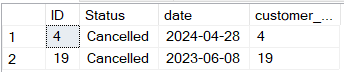 ID Status date customer_...
1 4 Cancelled 2024-04-28 4
2 19 Cancelled 2023-06-08 19